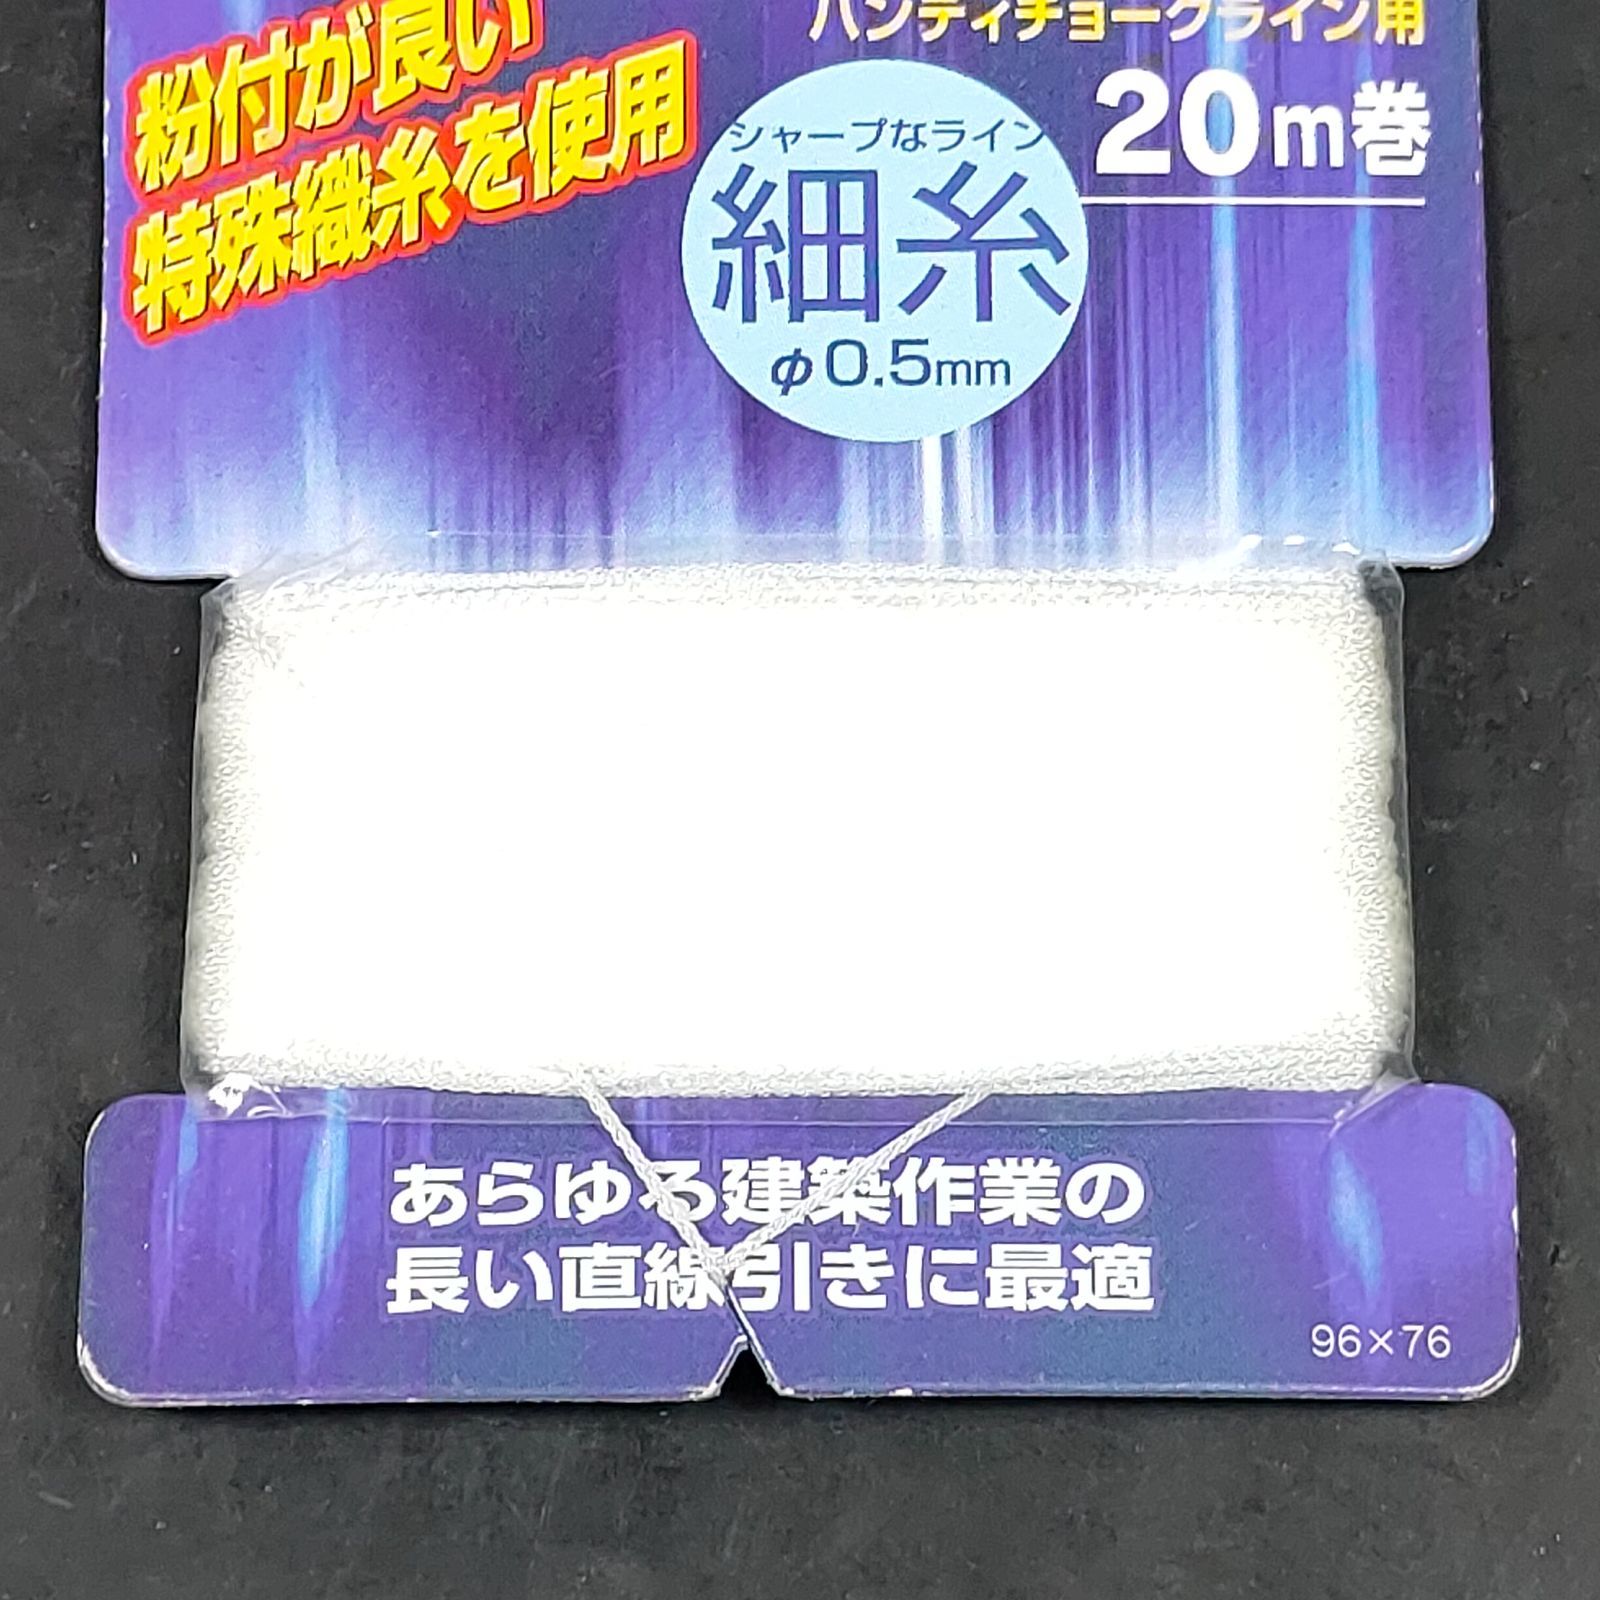 ハンディチョークライン用
粉付が良い
特殊織糸を使用
20m巻
シャープなライン
細糸
φ0.5mm
あらゆる建築作業の
長い直線引きに最適
96×76